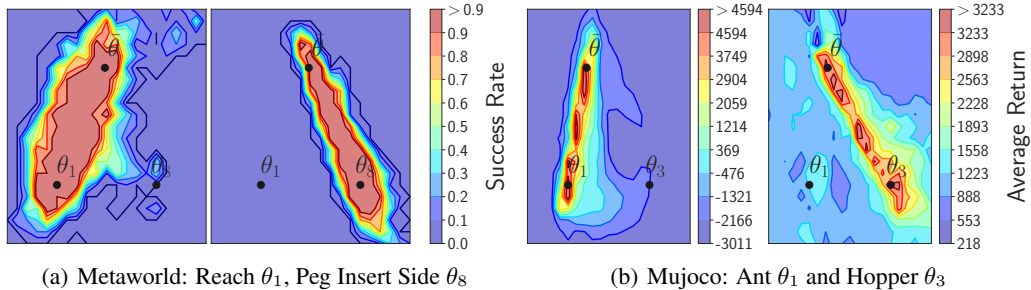 θ̄
θ₁
θ₈
θ̄
θ₁
θ₈
> 0.9
0.9
0.8
0.7
0.6
0.5
0.4
0.3
0.2
0.1
0.0
Success Rate
θ̄
θ₁
θ₃
> 4594
4594
3749
2904
2059
1214
369
-476
-1321
-2166
-3011
θ̄
θ₁
θ₃
> 3233
3233
2898
2563
2228
1893
1558
1223
888
553
218
Average Return
(a) Metaworld: Reach θ₁, Peg Insert Side θ₈
(b) Mujoco: Ant θ₁ and Hopper θ₃